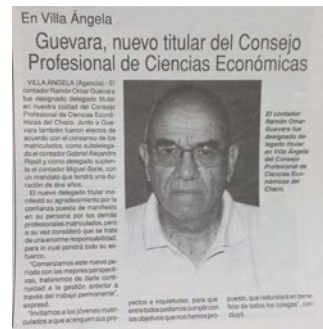 En Villa Ángela
Guevara, nuevo titular del Consejo
Profesional de Ciencias Económicas
VILLA ÁNGELA (Agencia) - El
contador Ramón Omar Guevara
fue designado delegado titular
en nuestra ciudad del Consejo
Profesional de Ciencias Econó-
micas del Chaco. Junto a Gue-
vara también fueron electos de
acuerdo con el consenso de los
matriculados, como subdelega-
do el contador Gabriel Alejandro
Ripoll y como delegado suplen-
te el contador Miguel Barle, con
un mandato que tendrá una du-
ración de dos años.
El nuevo delegado titular ma-
nifestó su agradecimiento por la
confianza puesta de manifiesto
en su persona por los demás
profesionales matriculados, pero
a su vez consideró que se trata
de una enorme responsabilidad,
para lo cual pondrá todo su es-
fuerzo.
"Comenzamos este nuevo pe-
ríodo con las mejores perspecti-
vas, trataremos de darle conti-
nuidad a la gestión anterior a
través del trabajo permanente",
expresó.
"Invitamos a los jóvenes matri-
culados a que acerquen sus pro-
yectos a inquietudes, para que
entre todos podamos cumplir con
los objetivos que nos hemos pro-
puesto, que redundará en bene-
ficio de todos los colegas", con-
cluyó.
El contador
Ramón Omar
Guevara fue
designado de-
legado titular
en Villa Ángela
del Consejo
Profesional de
Ciencias Eco-
nómicas del
Chaco.